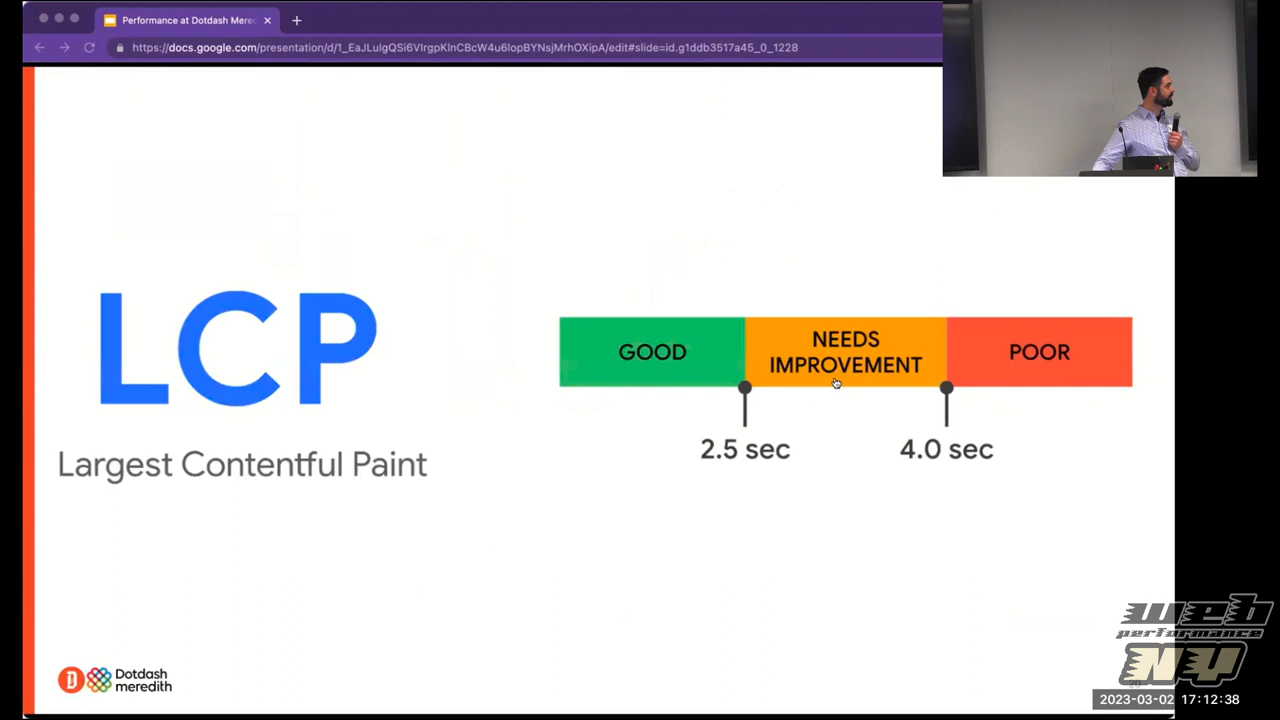 Performance at Dotdash Mere
https://docs.google.com/presentation/d/1_EaJLulgQSi6VIrgpKlnCBcW4u6lopBYNsjMrhOXipA/edit#slide=id.g1ddb3517a45_0_1228
LCP
Largest Contentful Paint
GOOD
NEEDS
IMPROVEMENT
POOR
2.5 sec
4.0 sec
D
Dotdash
meredith
web
performance
NY
20
2023-03-02 17:12:38